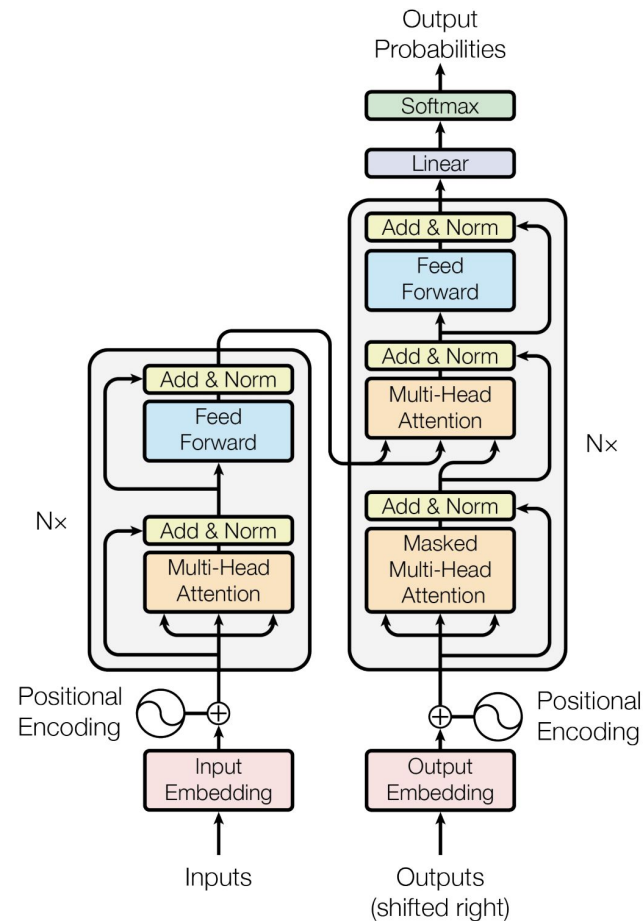 Output
Probabilities
Softmax
Linear
Add & Norm
Feed
Forward
Add & Norm
Multi-Head
Attention
Nx
Add & Norm
Masked
Multi-Head
Attention
Add & Norm
Feed
Forward
Nx
Add & Norm
Multi-Head
Attention
Positional
Encoding
Positional
Encoding
Input
Embedding
Output
Embedding
Inputs
Outputs
(shifted right)